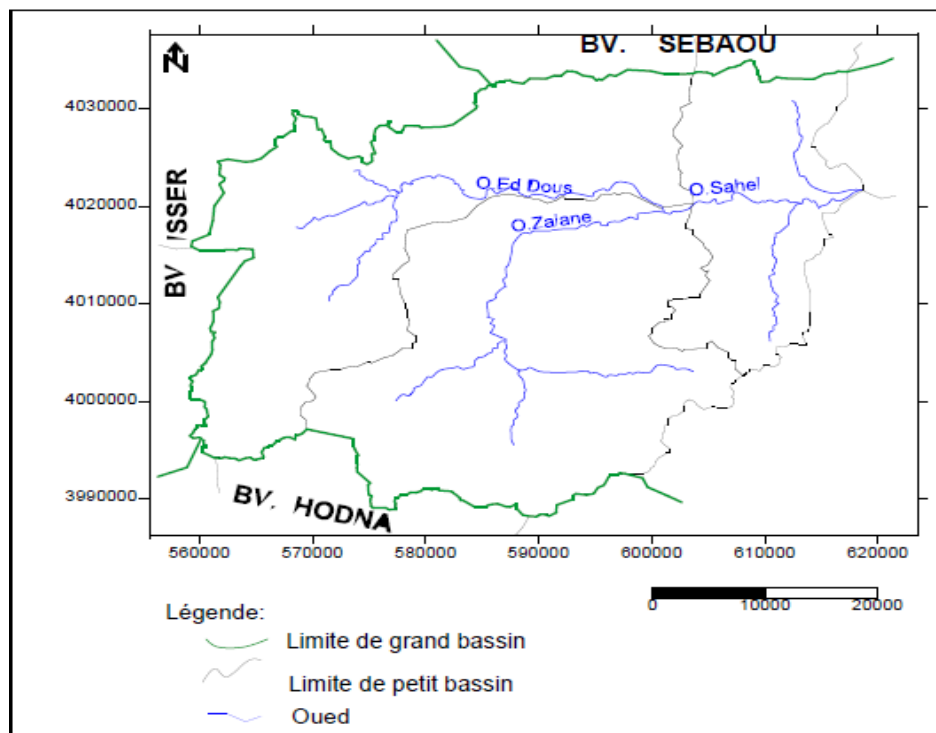 BV. SEBAOU
N
4030000
4020000
4010000
4000000
3990000
BV ISSER
O.Ed Dous
O.Sahel
O.Zaiane
BV. HODNA
560000 570000 580000 590000 600000 610000 620000
0 10000 20000
Légende:
Limite de grand bassin
Limite de petit bassin
Oued